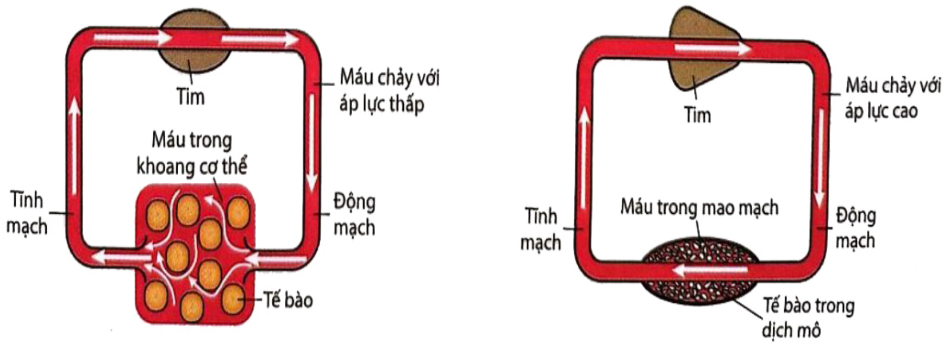 Tim
Máu chảy với
áp lực thấp
Máu trong
khoang cơ thể
Tĩnh
mạch
Động
mạch
Tế bào
Tim
Máu chảy với
áp lực cao
Máu trong mao mạch
Tĩnh
mạch
Động
mạch
Tế bào trong
dịch mô